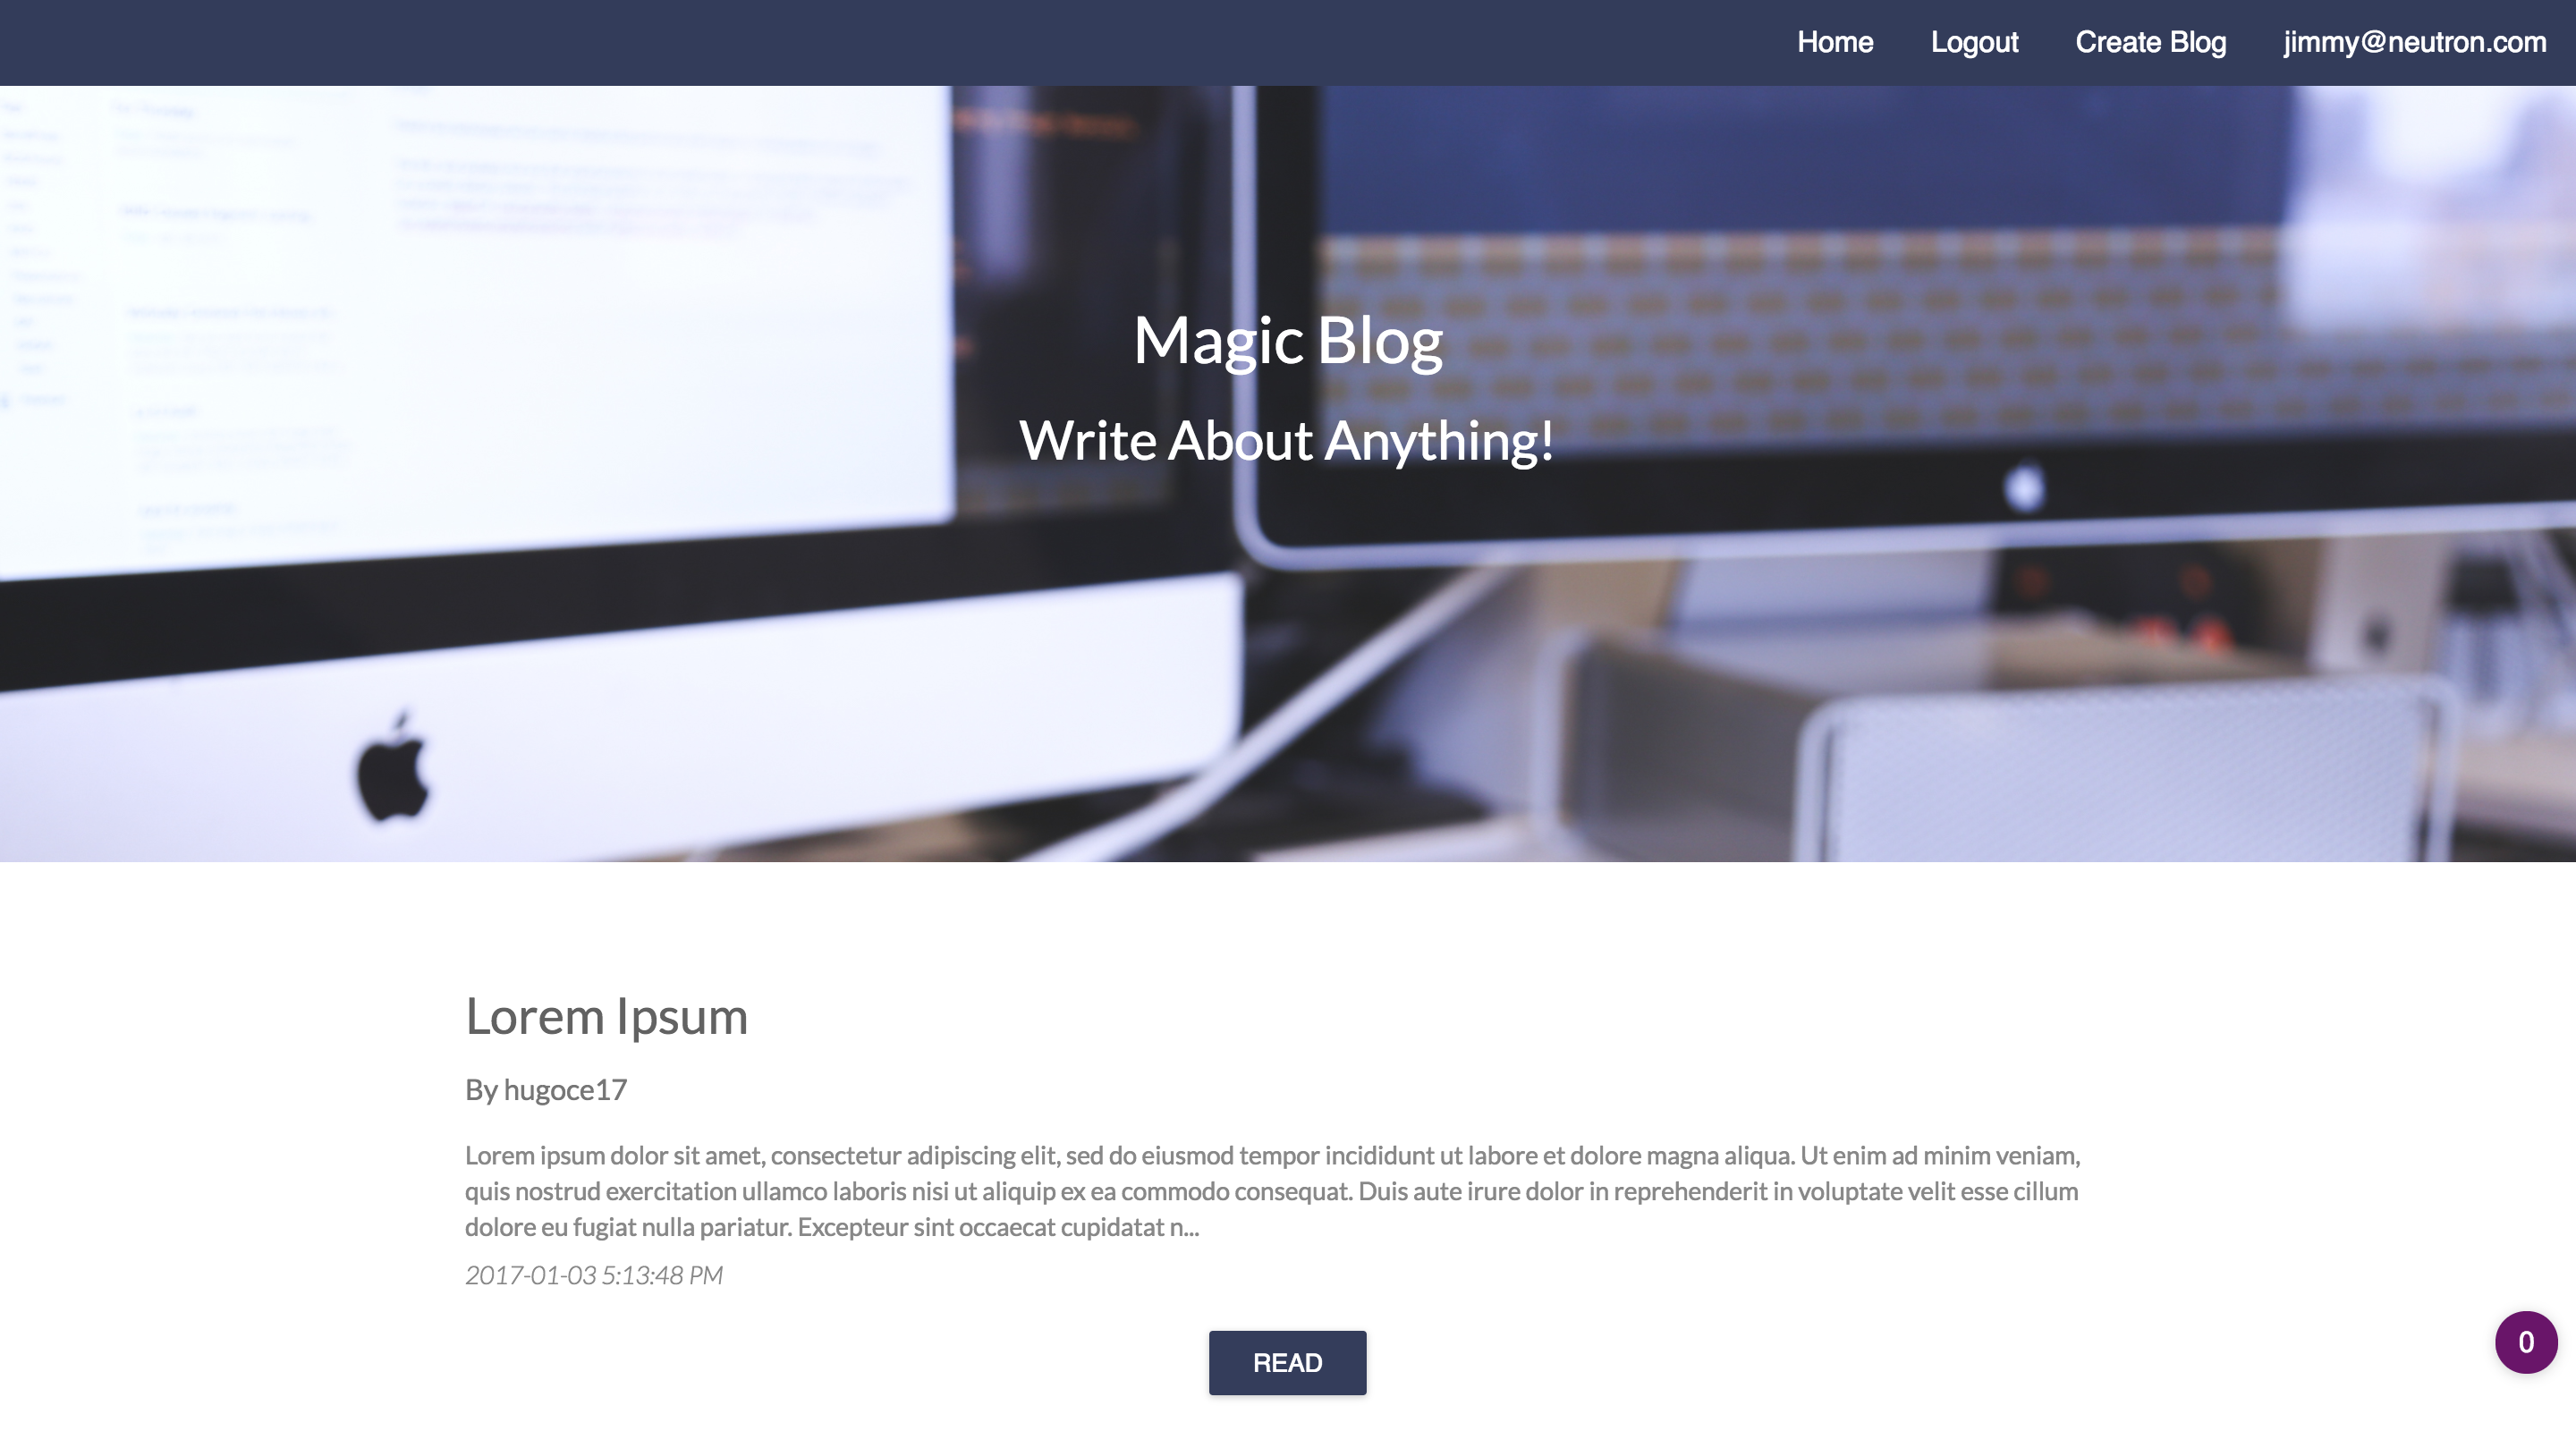 Home Logout Create Blog jimmy@neutron.com
Magic Blog
Write About Anything!
Lorem Ipsum
By hugoce17
Lorem ipsum dolor sit amet, consectetur adipiscing elit, sed do eiusmod tempor incididunt ut labore et dolore magna aliqua. Ut enim ad minim veniam,
quis nostrud exercitation ullamco laboris nisi ut aliquip ex ea commodo consequat. Duis aute irure dolor in reprehenderit in voluptate velit esse cillum
dolore eu fugiat nulla pariatur. Excepteur sint occaecat cupidatat n...
2017-01-03 5:13:48 PM
0
READ